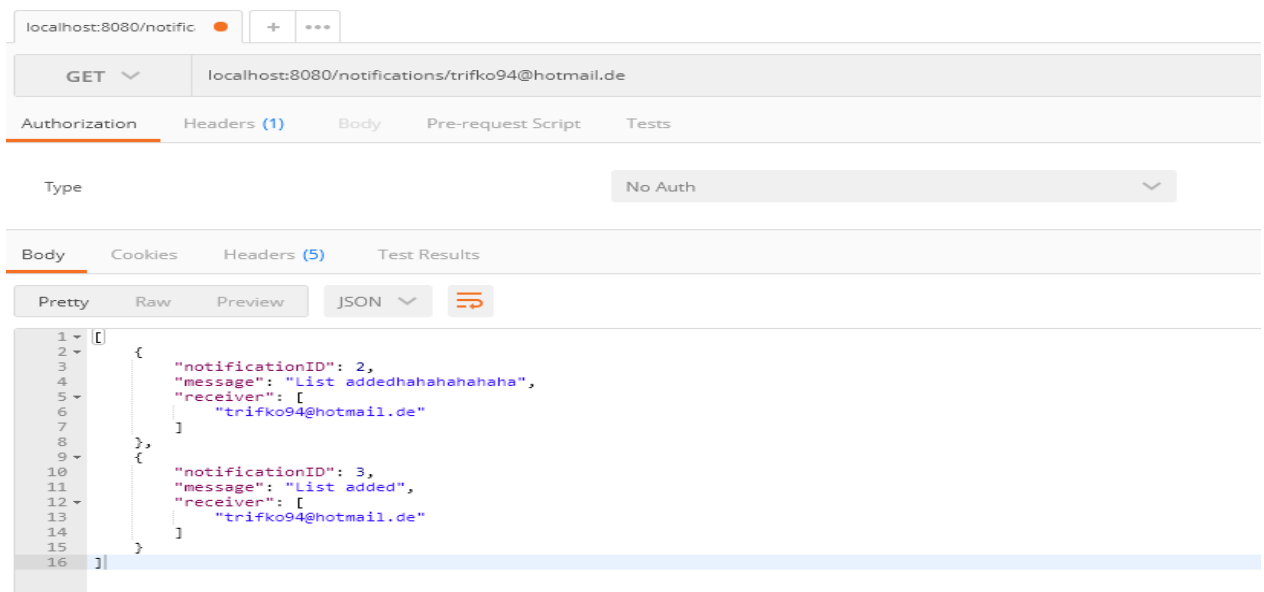 localhost:8080/notific
+ •••
GET localhost:8080/notifications/trifko94@hotmail.de
Authorization Headers (1) Body Pre-request Script Tests
Type No Auth
Body Cookies Headers (5) Test Results
Pretty Raw Preview JSON
1 [
2 {
3 "notificationID": 2,
4 "message": "List addedhahahahahaha",
5 "receiver": [
6 "trifko94@hotmail.de"
7 ]
8 },
9 {
10 "notificationID": 3,
11 "message": "List added",
12 "receiver": [
13 "trifko94@hotmail.de"
14 ]
15 }
16 ]